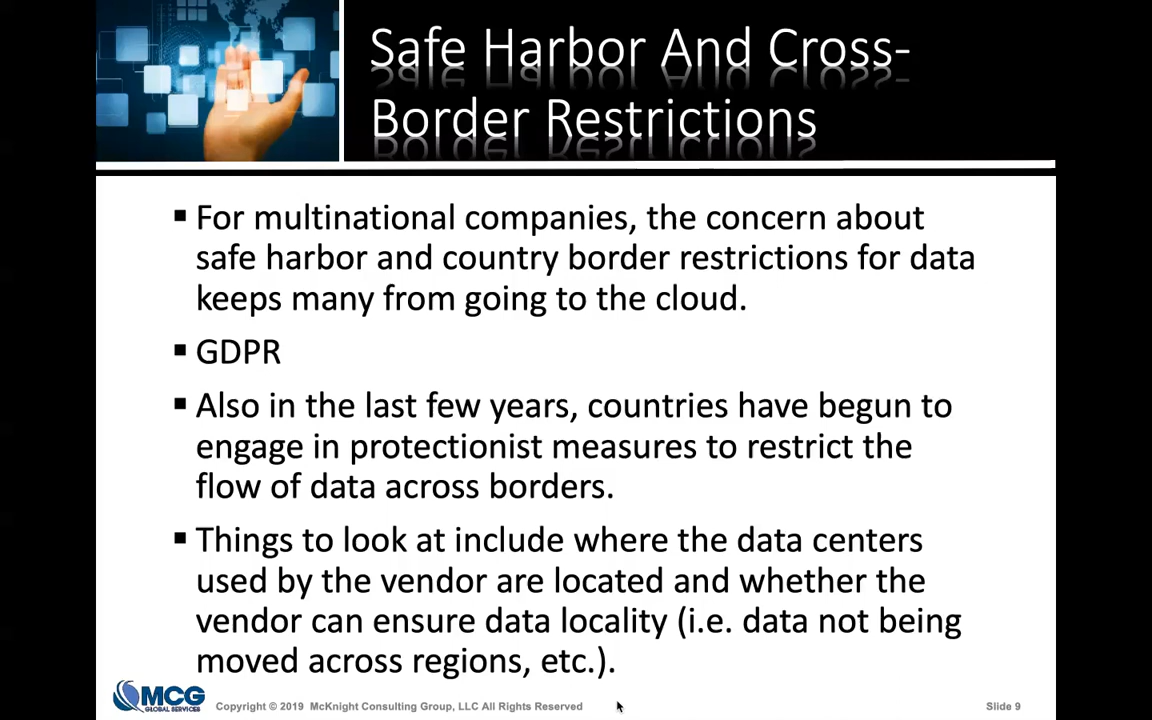 Safe Harbor And Cross-
Border Restrictions
▪ For multinational companies, the concern about
safe harbor and country border restrictions for data
keeps many from going to the cloud.
▪ GDPR
▪ Also in the last few years, countries have begun to
engage in protectionist measures to restrict the
flow of data across borders.
▪ Things to look at include where the data centers
used by the vendor are located and whether the
vendor can ensure data locality (i.e. data not being
moved across regions, etc.).
MCG
GLOBAL SERVICES
Copyright © 2019 McKnight Consulting Group, LLC All Rights Reserved
Slide 9